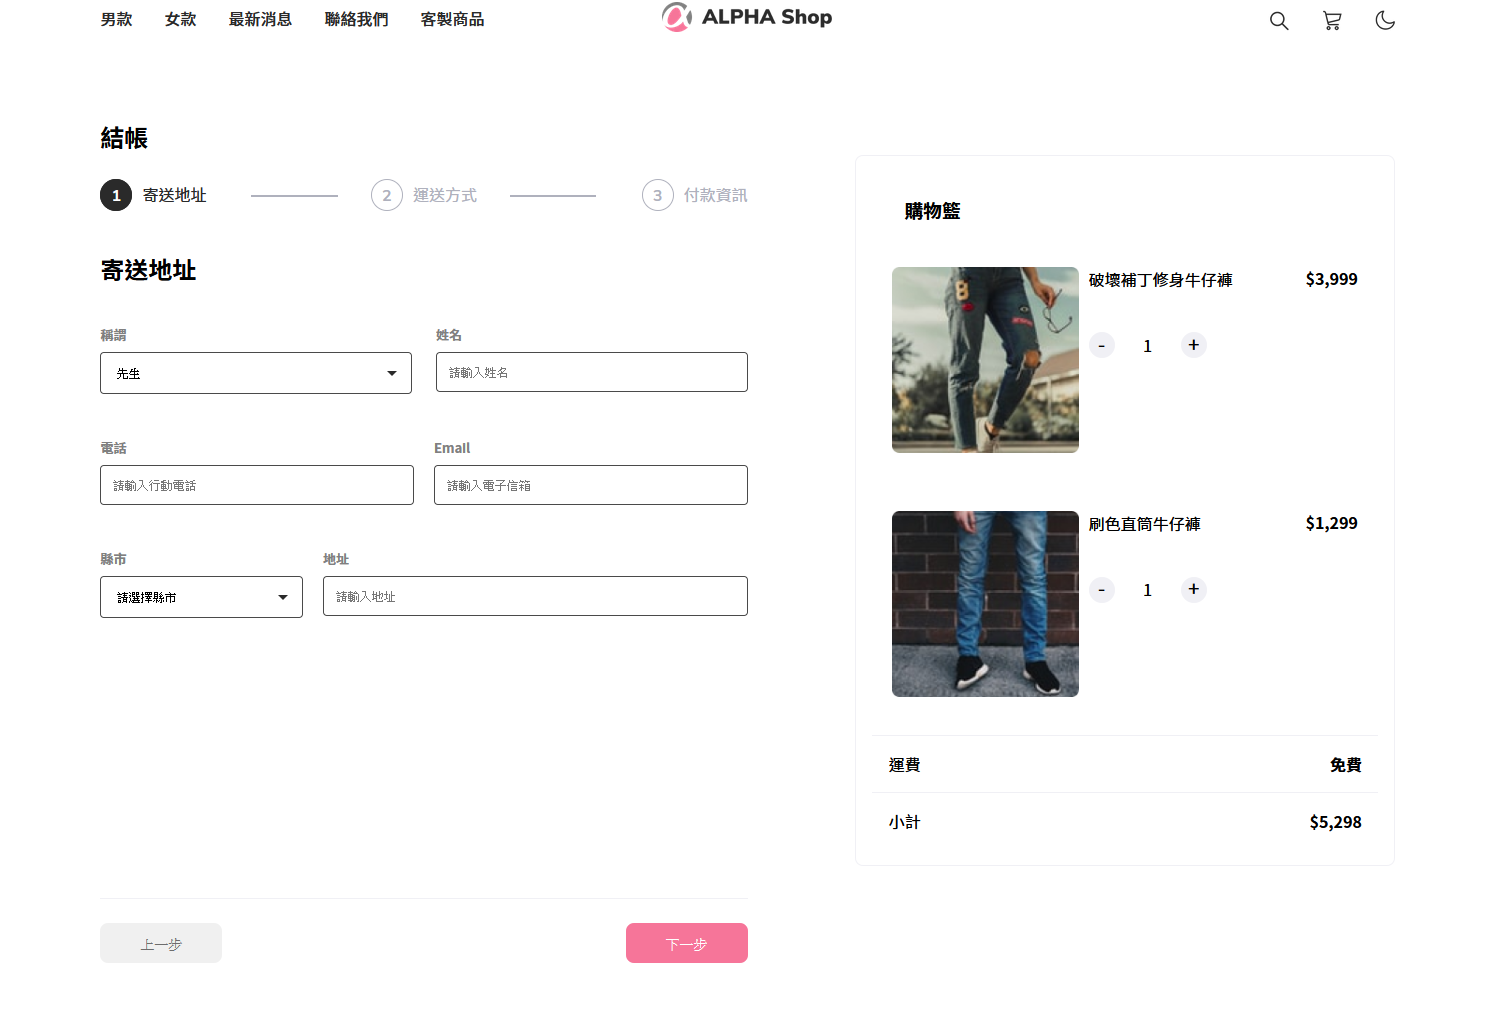 男款 女款 最新消息 聯絡我們 客製商品 ALPHA Shop
結帳
1 寄送地址 2 運送方式 3 付款資訊
寄送地址
稱謂 姓名
先生 請輸入姓名
電話 Email
請輸入行動電話 請輸入電子信箱
縣市 地址
請選擇縣市 請輸入地址
上一步 下一步
購物籃
破壞補丁修身牛仔褲 $3,999
- 1 +
刷色直筒牛仔褲 $1,299
- 1 +
運費 免費
小計 $5,298